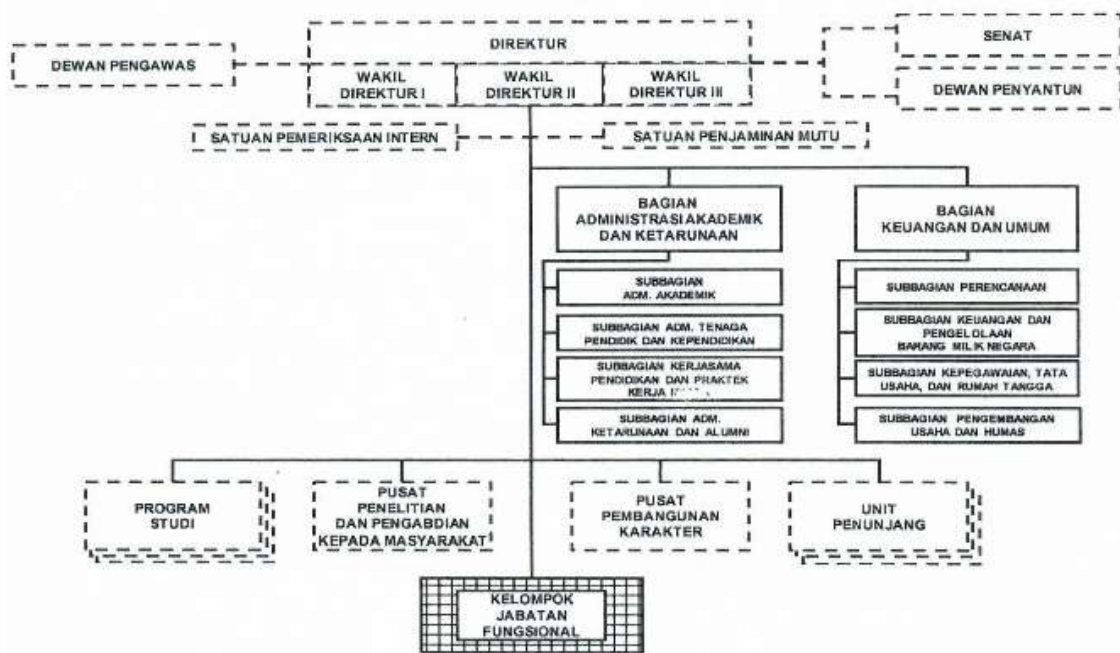 DIREKTUR
SENAT
DEWAN PENGAWAS
WAKIL
DIREKTUR I
WAKIL
DIREKTUR II
WAKIL
DIREKTUR III
DEWAN PENYANTUN
SATUAN PEMERIKSAAN INTERN
SATUAN PENJAMINAN MUTU
BAGIAN
ADMINISTRASI AKADEMIK
DAN KETARUNAAN
BAGIAN
KEUANGAN DAN UMUM
SUBBAGIAN
ADM. AKADEMIK
SUBBAGIAN ADM. TENAGA
PENDIDIK DAN KEPENDIDIKAN
SUBBAGIAN KERJASAMA
PENDIDIKAN DAN PRAKTEK
KERJA
SUBBAGIAN ADM.
KETARUNAAN DAN ALUMNI
SUBBAGIAN PERENCANAAN
SUBBAGIAN KEUANGAN DAN
PENGELOLAAN
BARANG MILIK NEGARA
SUBBAGIAN KEPEGAWAIAN, TATA
USAHA, DAN RUMAH TANGGA
SUBBAGIAN PENGEMBANGAN
USAHA DAN HUMAS
PROGRAM
STUDI
PUSAT
PENELITIAN
DAN PENGABDIAN
KEPADA MASYARAKAT
PUSAT
PEMBANGUNAN
KARAKTER
UNIT
PENUNJANG
KELOMPOK
JABATAN
FUNGSIONAL